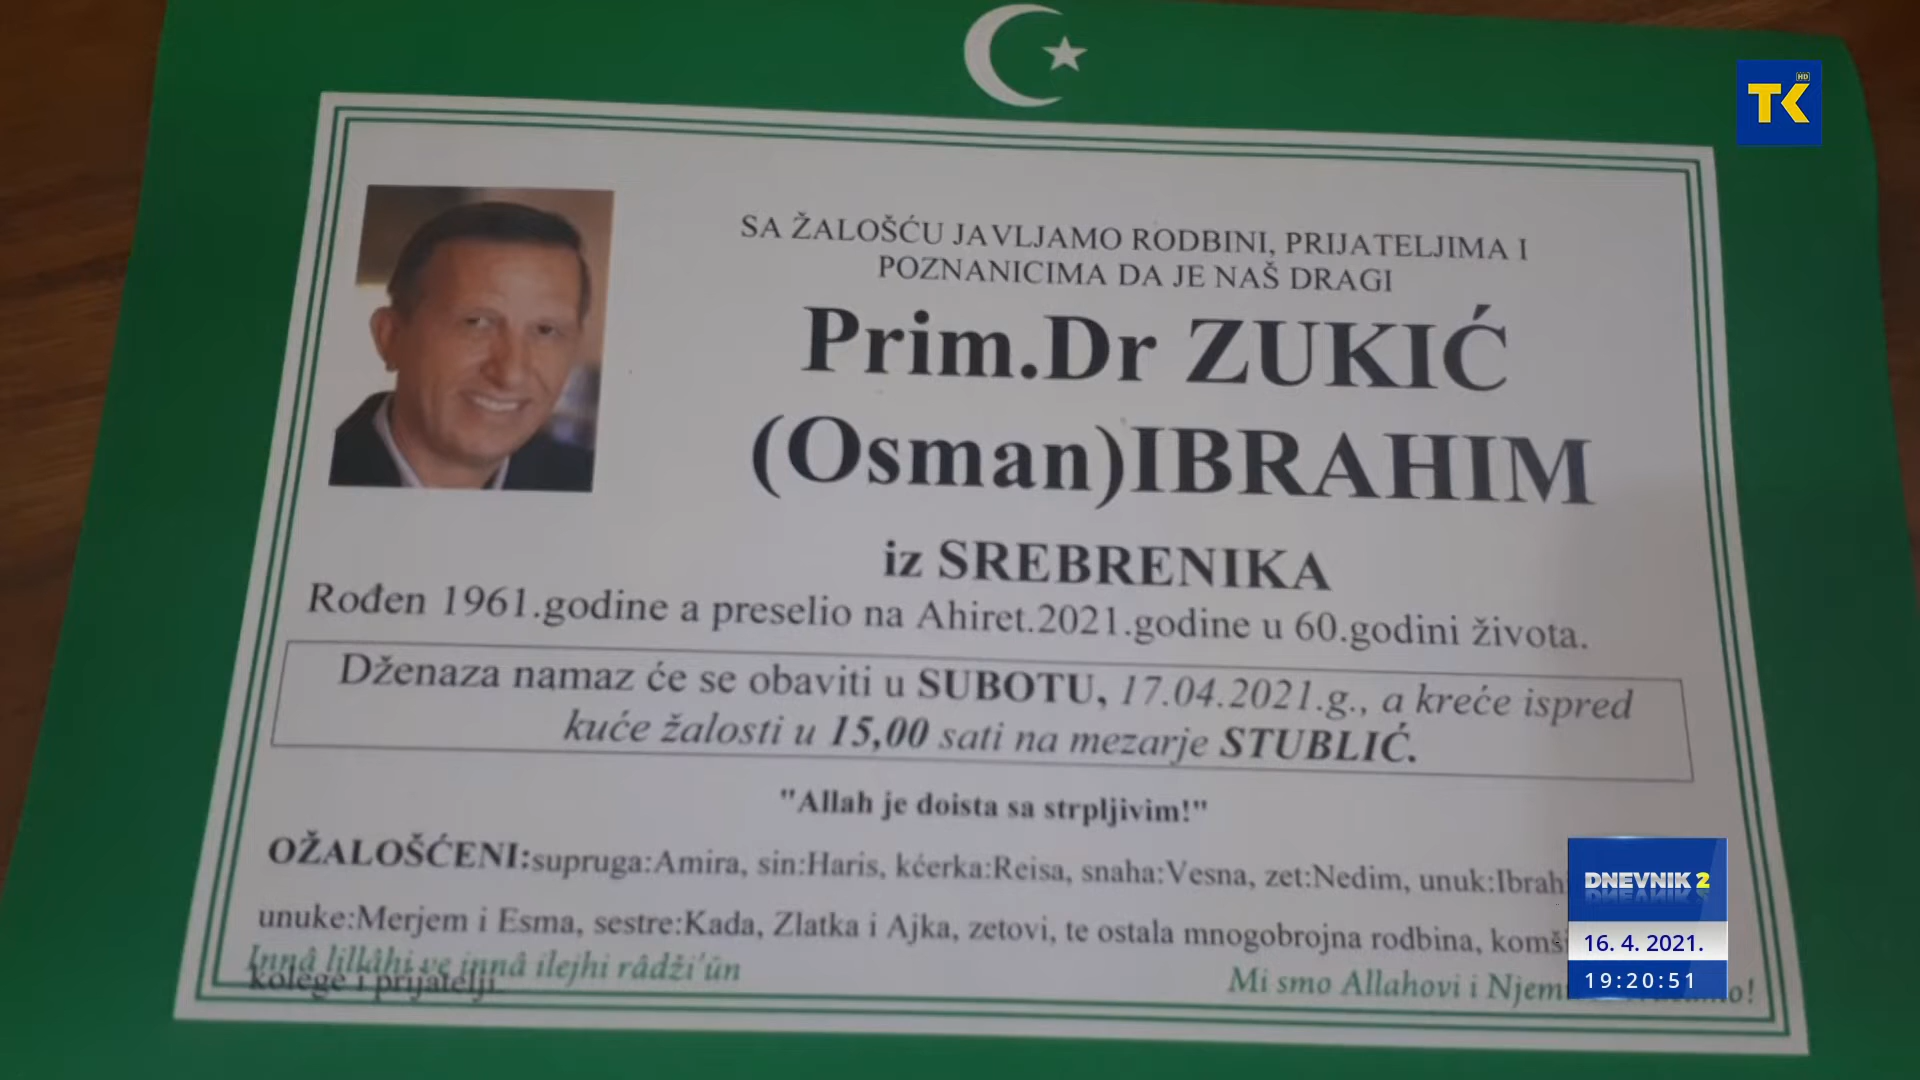 TK HD
SA ŽALOŠĆU JAVLJAMO RODBINI, PRIJATELJIMA I
POZNANICIMA DA JE NAŠ DRAGI
Prim.Dr ZUKIĆ
(Osman)IBRAHIM
iz SREBRENIKA
Rođen 1961.godine a preselio na Ahiret.2021.godine u 60.godini života.
Dženaza namaz će se obaviti u SUBOTU, 17.04.2021.g., a kreće ispred
kuće žalosti u 15,00 sati na mezarje STUBLIĆ.
"Allah je doista sa strpljivim!"
OŽALOŠĆENI:supruga:Amira, sin:Haris, kćerka:Reisa, snaha:Vesna, zet:Nedim, unuk:Ibrah
unuke:Merjem i Esma, sestre:Kada, Zlatka i Ajka, zetovi, te ostala mnogobrojna rodbina, komš
kolege i prijatelji.
Innâ lillâhi ve innâ ilejhi râdži'ûn
Mi smo Allahovi i Njem
DNEVNIK 2
16. 4. 2021.
19:20:51